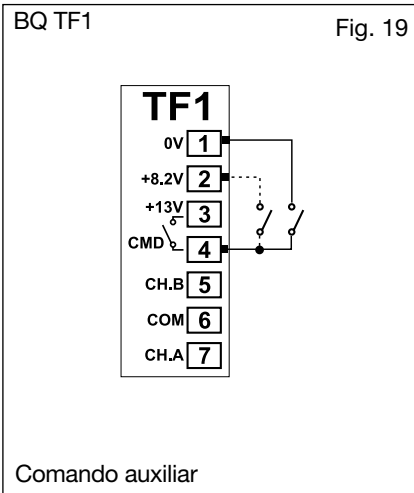 BQ TF1
Fig. 19
TF1
0V 1
+8.2V 2
+13V 3
CMD 4
CH.B 5
COM 6
CH.A 7
Comando auxiliar